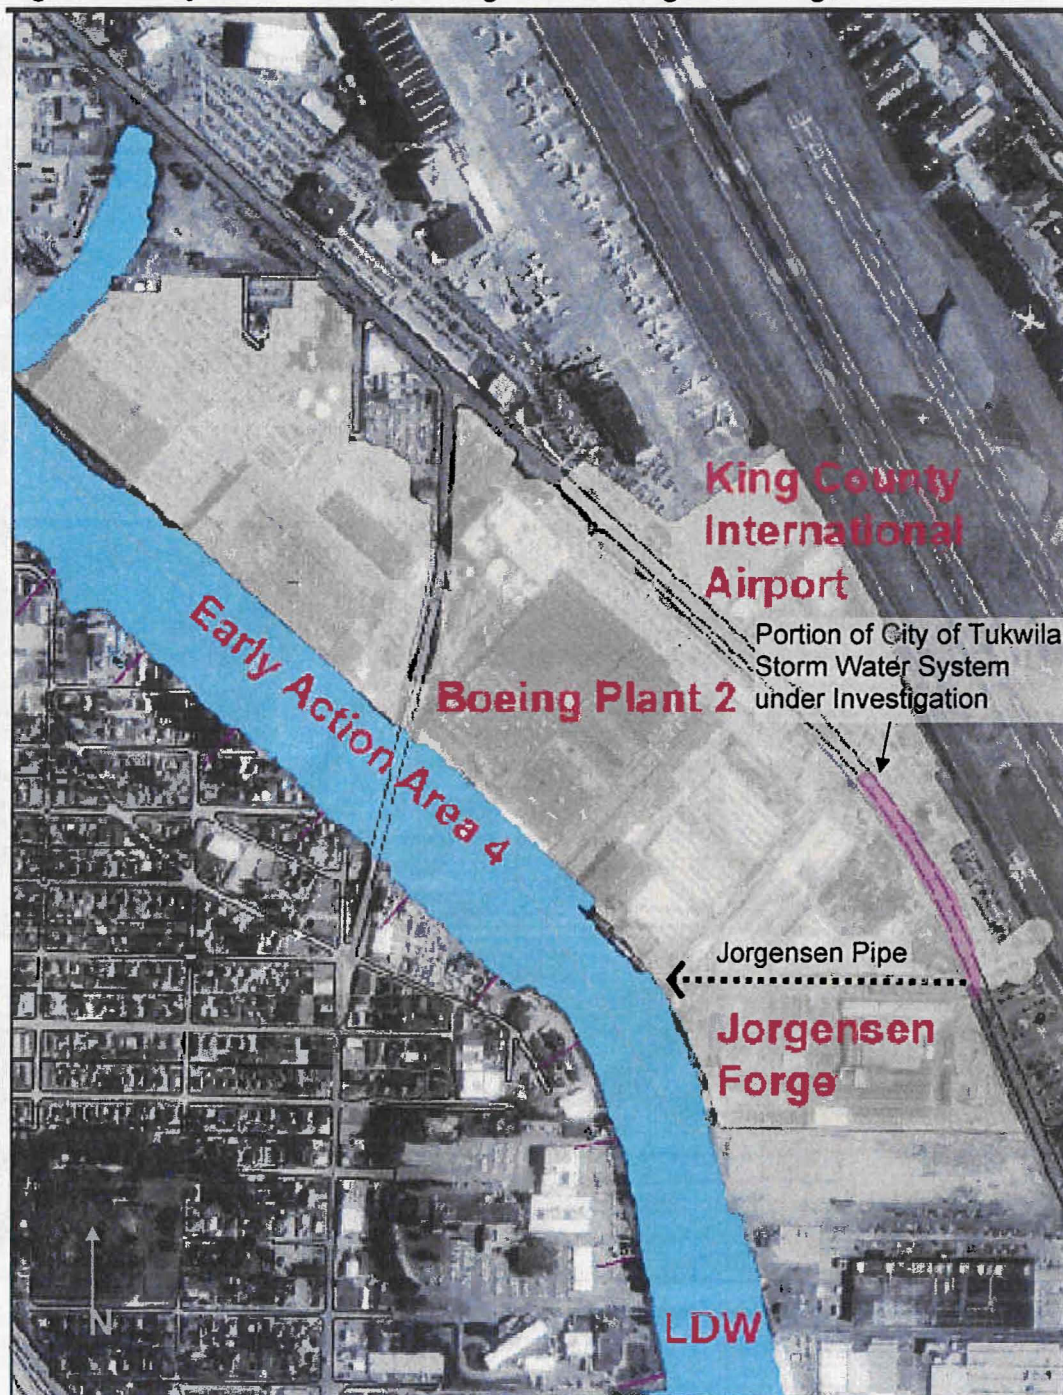 King County
International
Airport
Portion of City of Tukwila
Storm Water System
under Investigation
Early Action Area 4
Boeing Plant 2
Jorgensen Pipe
Jorgensen
Forge
N
LDW